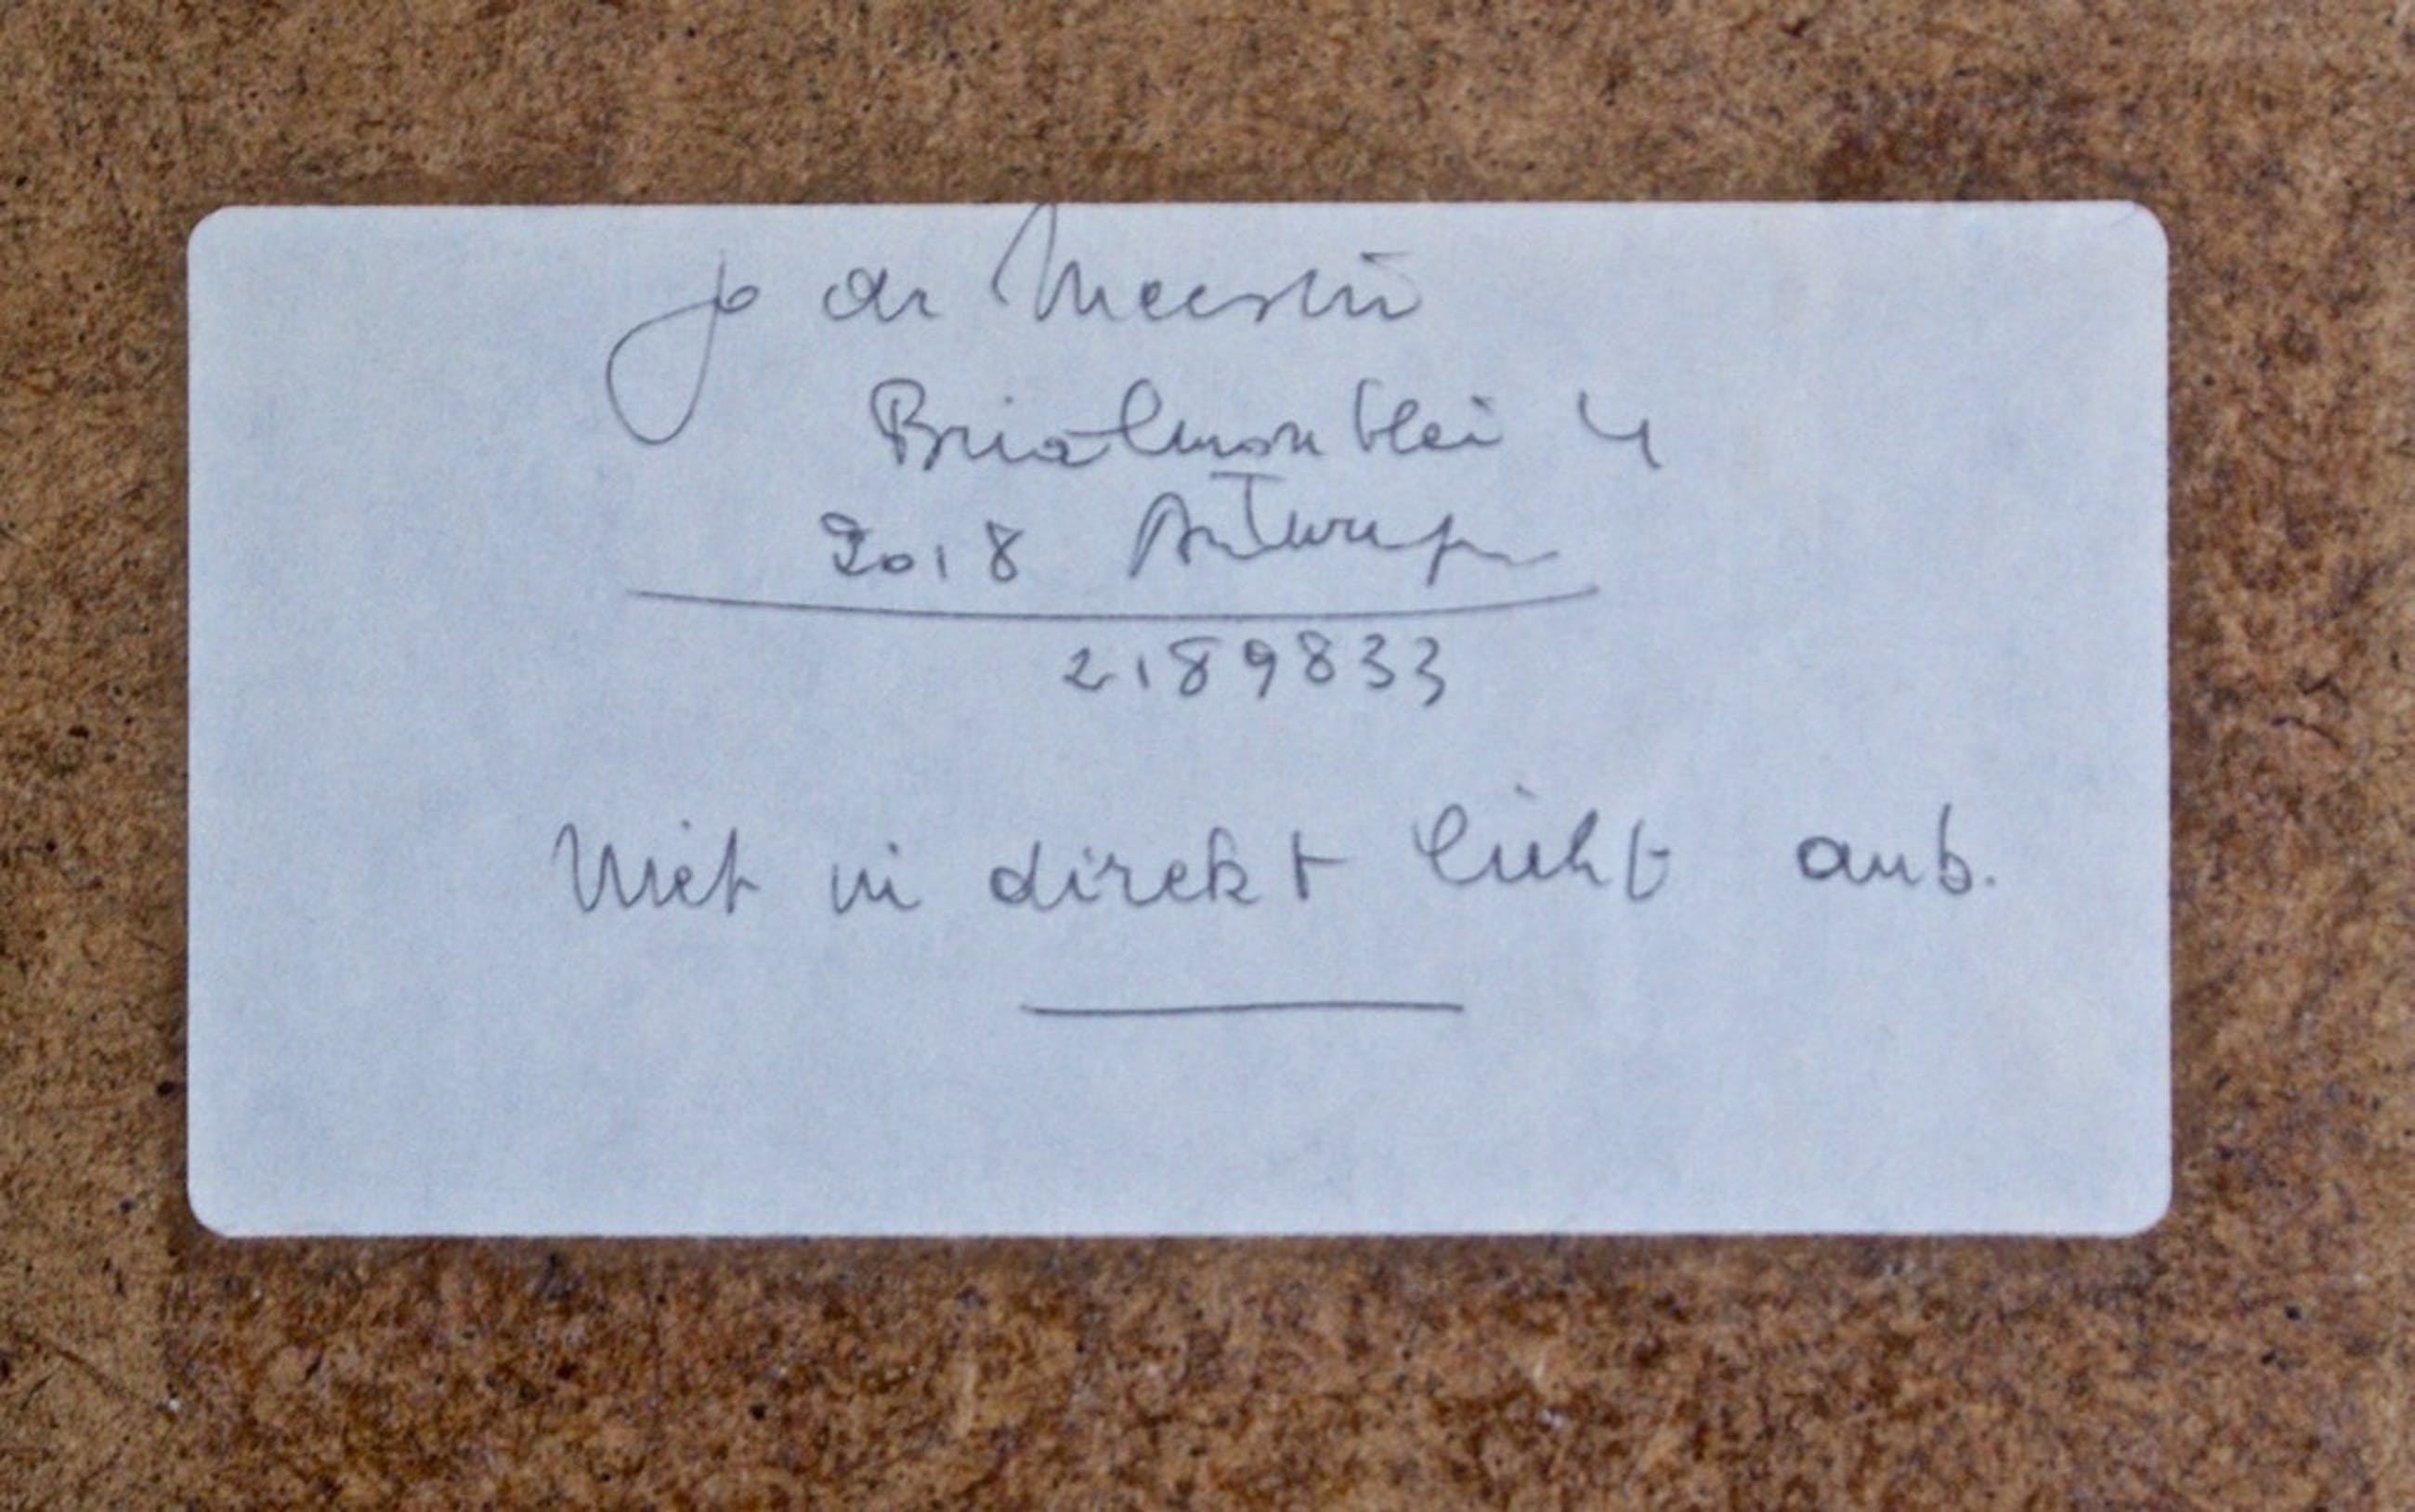 Jo de Meester
Brialmontlei 4
2018 Antwerpen
2189833
Niet in direkt licht aub.